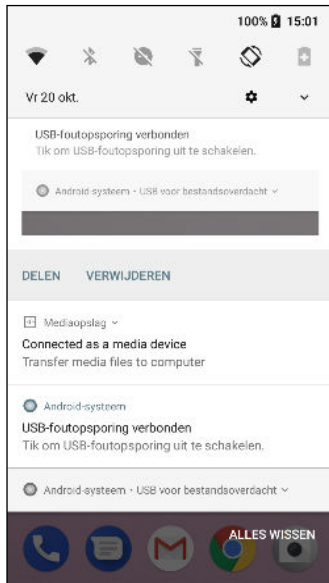 100% 15:01
Vr 20 okt.
USB-foutopsporing verbonden
Tik om USB-foutopsporing uit te schakelen.
Android-systeem • USB voor bestandsoverdacht
DELEN VERWIJDEREN
Mediaopslag
Connected as a media device
Transfer media files to computer
Android-systeem
USB-foutopsporing verbonden
Tik om USB-foutopsporing uit te schakelen.
Android-systeem • USB voor bestandsoverdacht
ALLES WISSEN